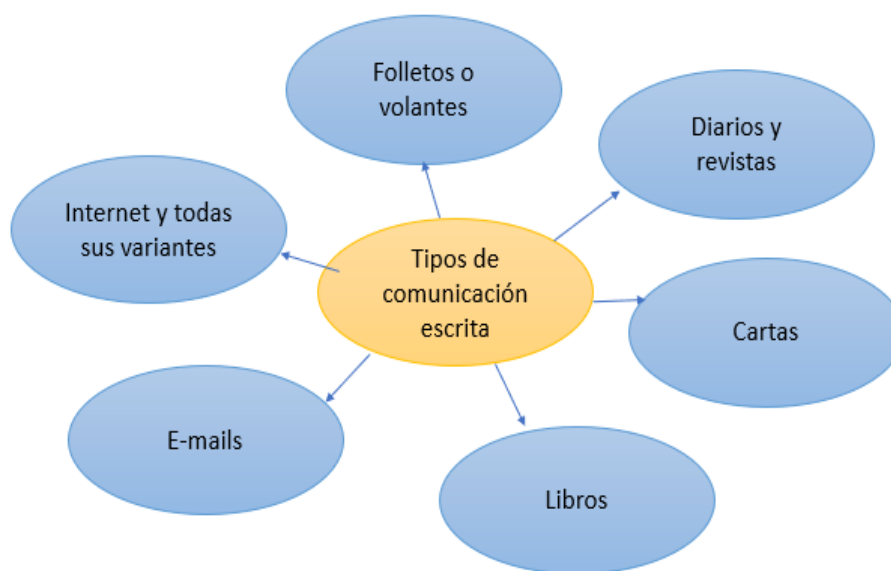 Folletos o
volantes
Diarios y
revistas
Internet y todas
sus variantes
Tipos de
comunicación
escrita
Cartas
E-mails
Libros